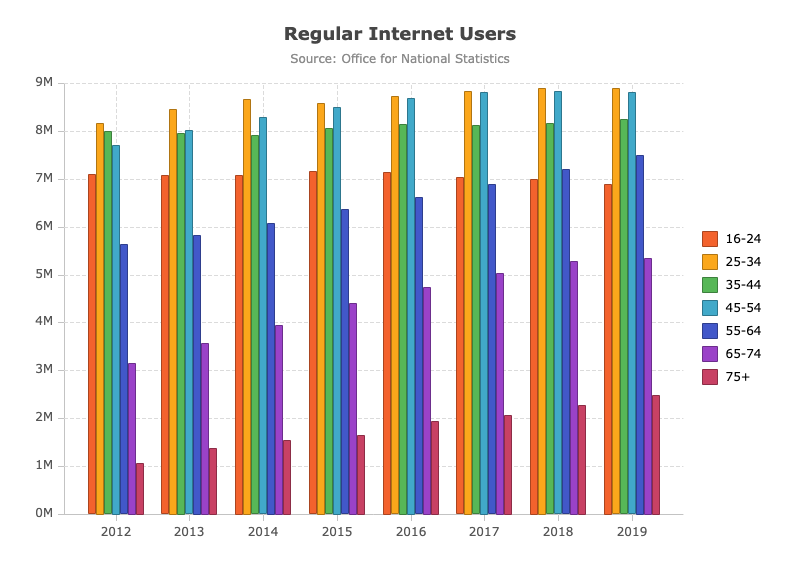 Regular Internet Users
Source: Office for National Statistics
9M
8M
7M
6M
5M
4M
3M
2M
1M
0M
2012 2013 2014 2015 2016 2017 2018 2019
16-24
25-34
35-44
45-54
55-64
65-74
75+